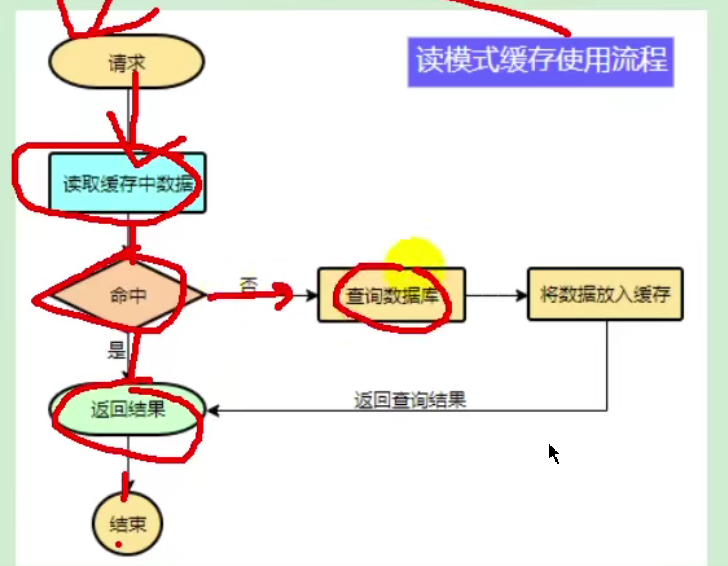 请求
读模式缓存使用流程
读取缓存中数据
命中
否
查询数据库
将数据放入缓存
是
返回结果
返回查询结果
结束